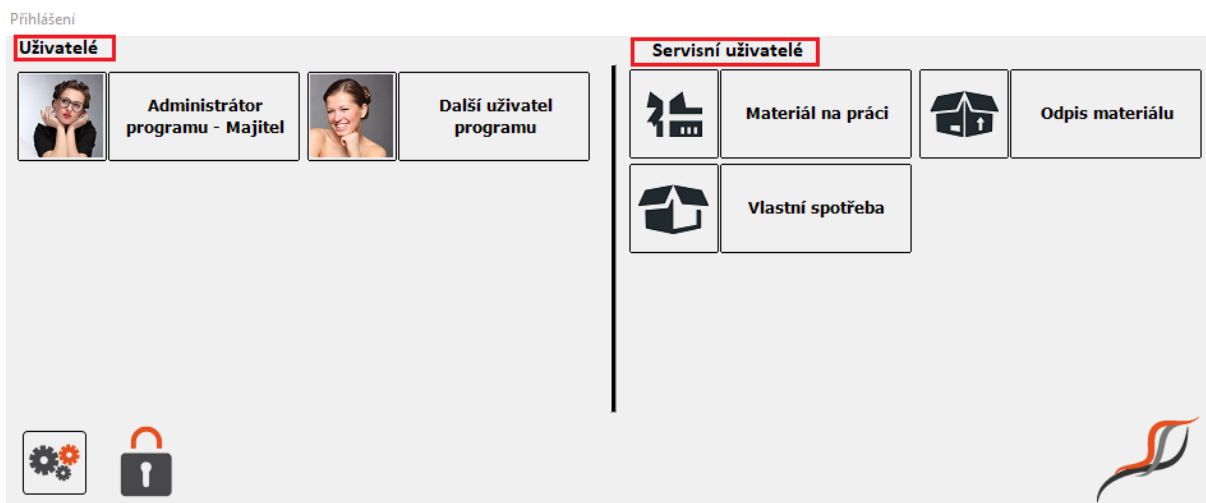 Přihlášení
Uživatelé
Servisní uživatelé
Administrátor
programu - Majitel
Další uživatel
programu
Materiál na práci
Odpis materiálu
Vlastní spotřeba